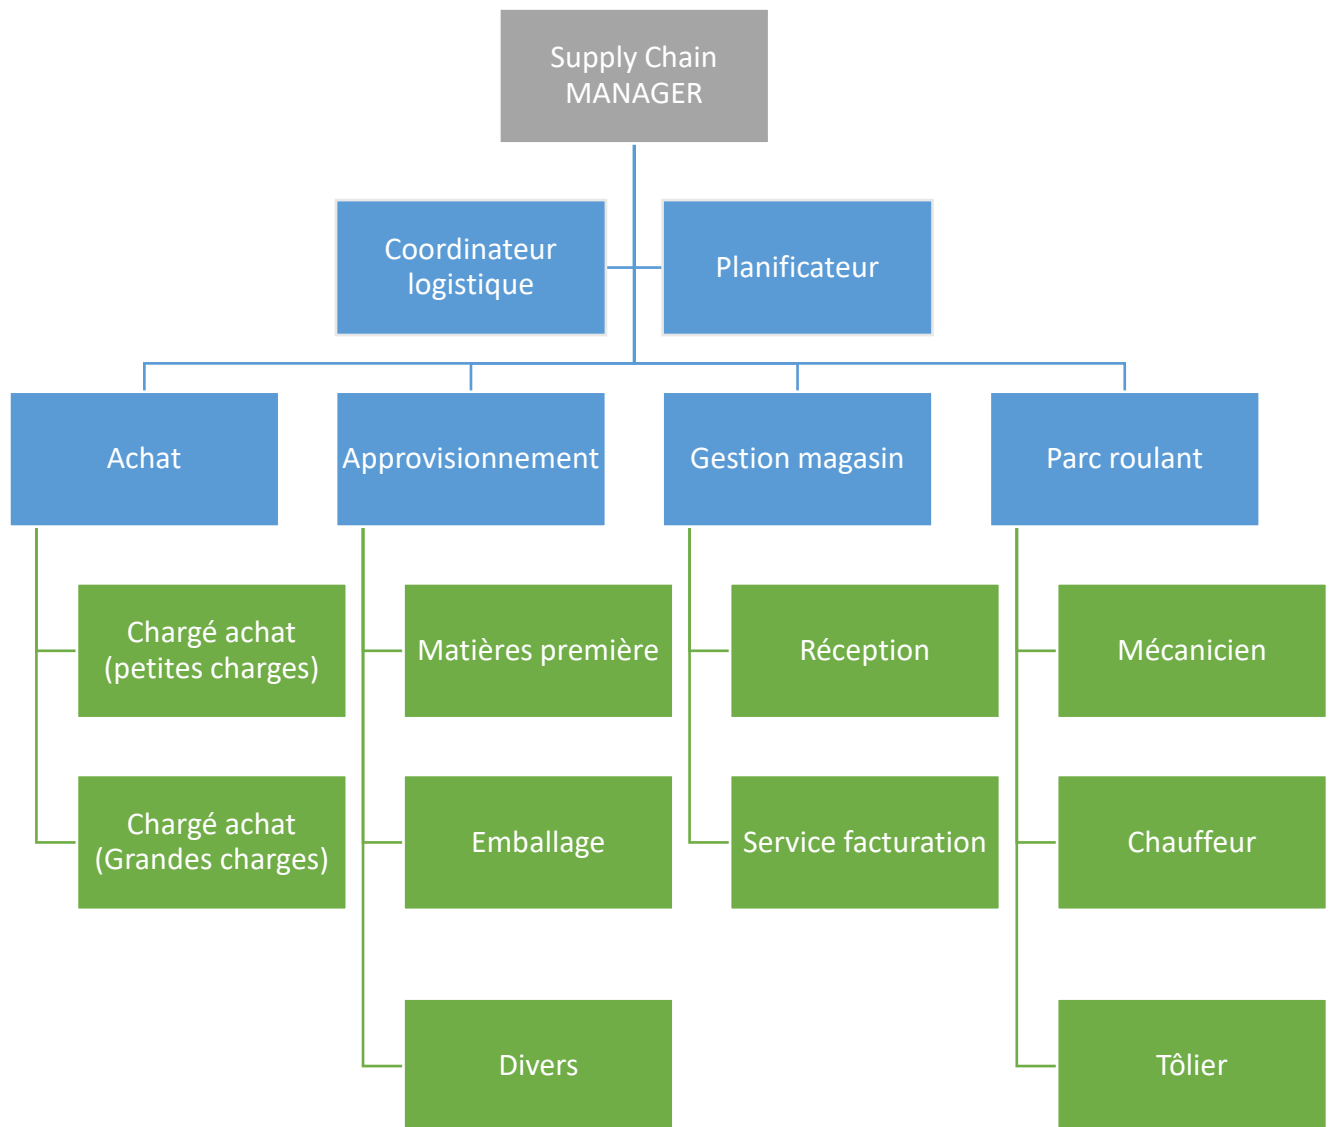 Supply Chain
MANAGER
Coordinateur
logistique
Planificateur
Achat
Approvisionnement
Gestion magasin
Parc roulant
Chargé achat
(petites charges)
Matières première
Réception
Mécanicien
Chargé achat
(Grandes charges)
Emballage
Service facturation
Chauffeur
Divers
Tôlier